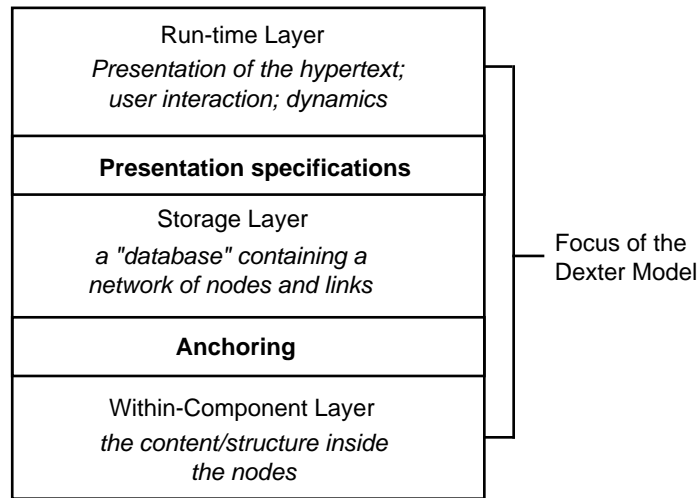 Run-time Layer
Presentation of the hypertext;
user interaction; dynamics
Presentation specifications
Storage Layer
a "database" containing a
network of nodes and links
Focus of the
Dexter Model
Anchoring
Within-Component Layer
the content/structure inside
the nodes